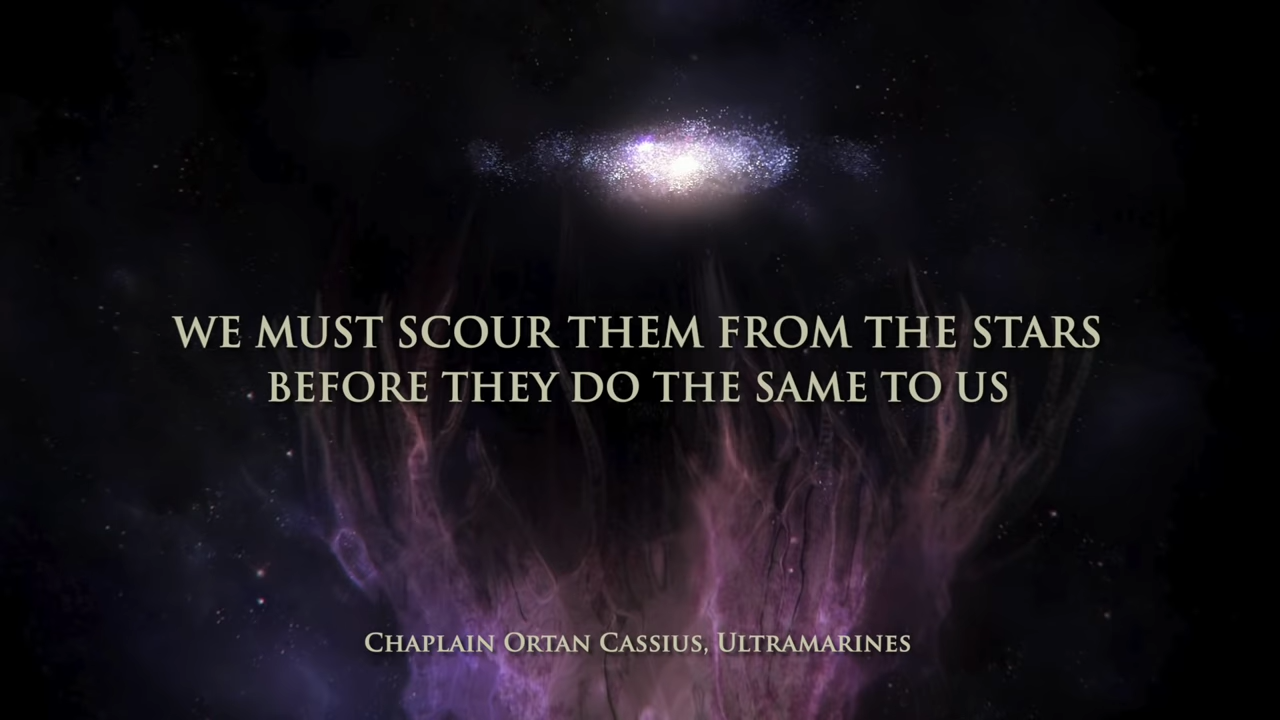 WE MUST SCOUR THEM FROM THE STARS
BEFORE THEY DO THE SAME TO US
Chaplain Ortan Cassius, Ultramarines